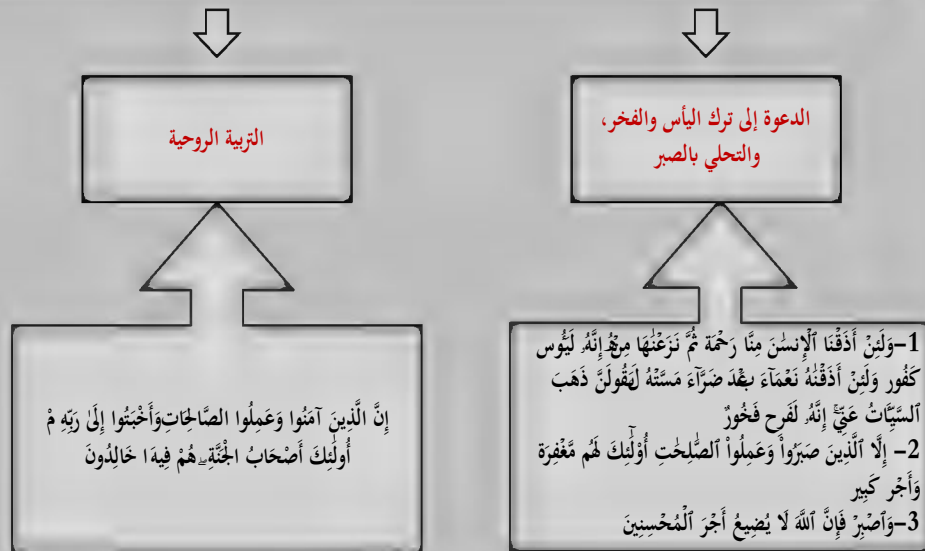 الدعوة إلى ترك اليأس والفخر،
والتحلي بالصبر
التربية الروحية
1-وَلَئِنْ أَذَقْنَا ٱلْإِنسَٰنَ مِنَّا رَحْمَة ثُمَّ نَزَعْنَٰهَا مِنْهُ إِنَّهُۥ لَيَـُٔوس
كَفُور وَلَئِنْ أَذَقْنَٰهُ نَعْمَآءَ بَعْدَ ضَرَّآءَ مَسَّتْهُ لَيَقُولَنَّ ذَهَبَ
ٱلسَّيِّـَٔاتُ عَنِّيٓ إِنَّهُۥ لَفَرِح فَخُورٌ
2- إِلَّا ٱلَّذِينَ صَبَرُواْ وَعَمِلُواْ ٱلصَّٰلِحَٰتِ أُوْلَٰٓئِكَ لَهُم مَّغْفِرَة
وَأَجْر كَبِير
3-وَٱصْبِرْ فَإِنَّ ٱللَّهَ لَا يُضِيعُ أَجْرَ ٱلْمُحْسِنِينَ
إِنَّ الَّذِينَ آمَنُوا وَعَمِلُوا الصَّالِحَاتِ وَأَخْبَتُوا إِلَىٰ رَبِّهِ مْ
أُولَٰئِكَ أَصْحَابُ الْجَنَّةِ ۖ هُمْ فِيهَا خَالِدُونَ